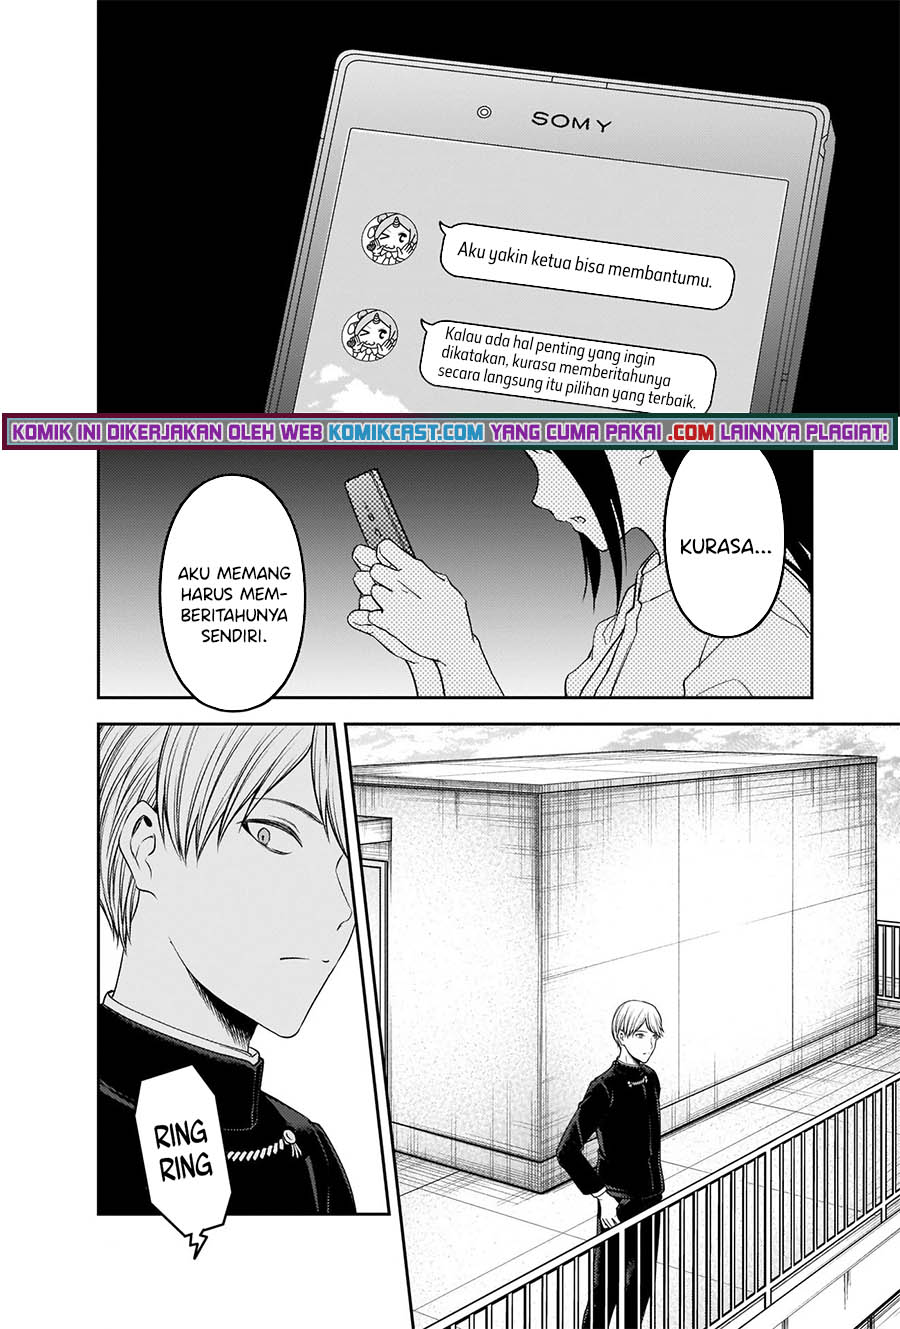 SOMY
Aku yakin ketua bisa membantumu.
Kalau ada hal penting yang ingin
dikatakan, kurasa memberitahunya
secara langsung itu pilihan yang terbaik.
KOMIK INI DIKERJAKAN OLEH WEB KOMIKCAST.COM YANG CUMA PAKAI .COM LAINNYA PLAGIAT!
KURASA...
AKU MEMANG
HARUS MEM-
BERITAHUNYA
SENDIRI.
RING
RING